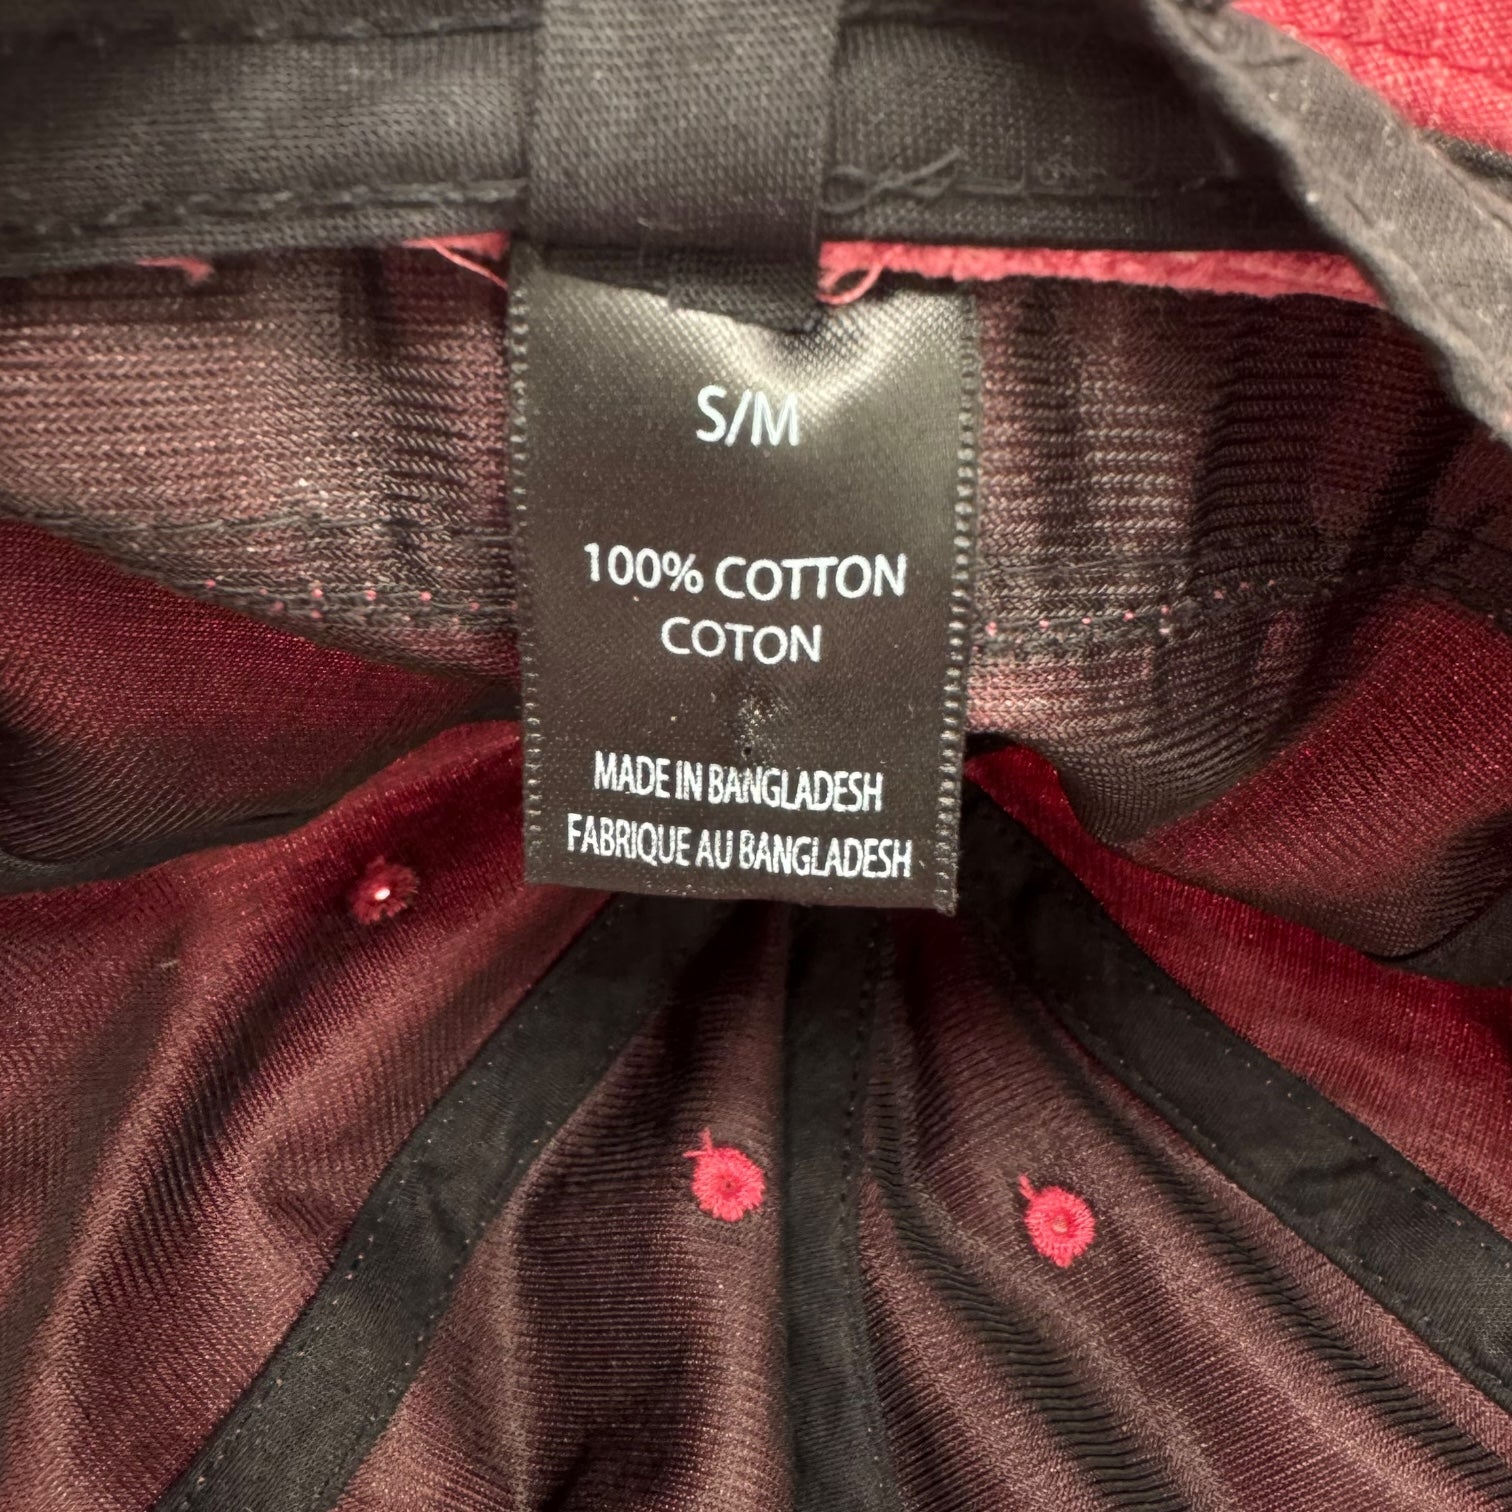 S/M
100% COTTON
COTON
MADE IN BANGLADESH
FABRIQUE AU BANGLADESH